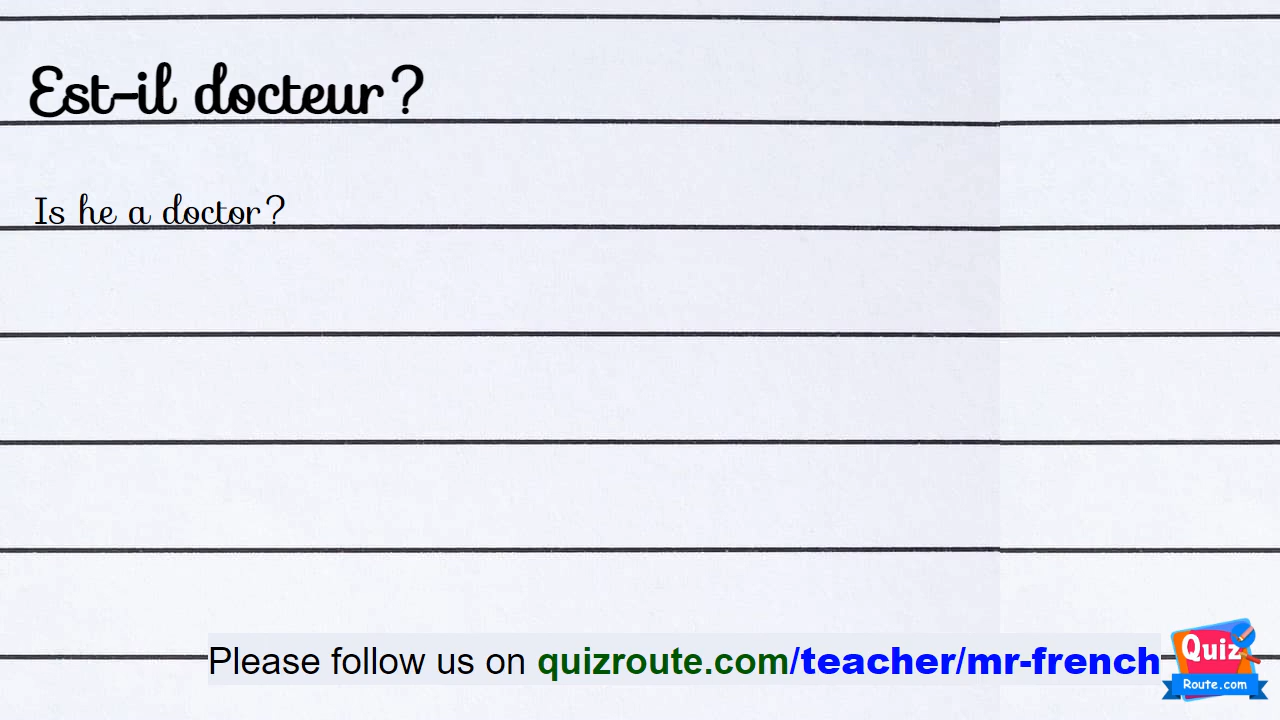 Est-il docteur?
Is he a doctor?
Please follow us on quizroute.com/teacher/mr-french
Quiz
Route.com